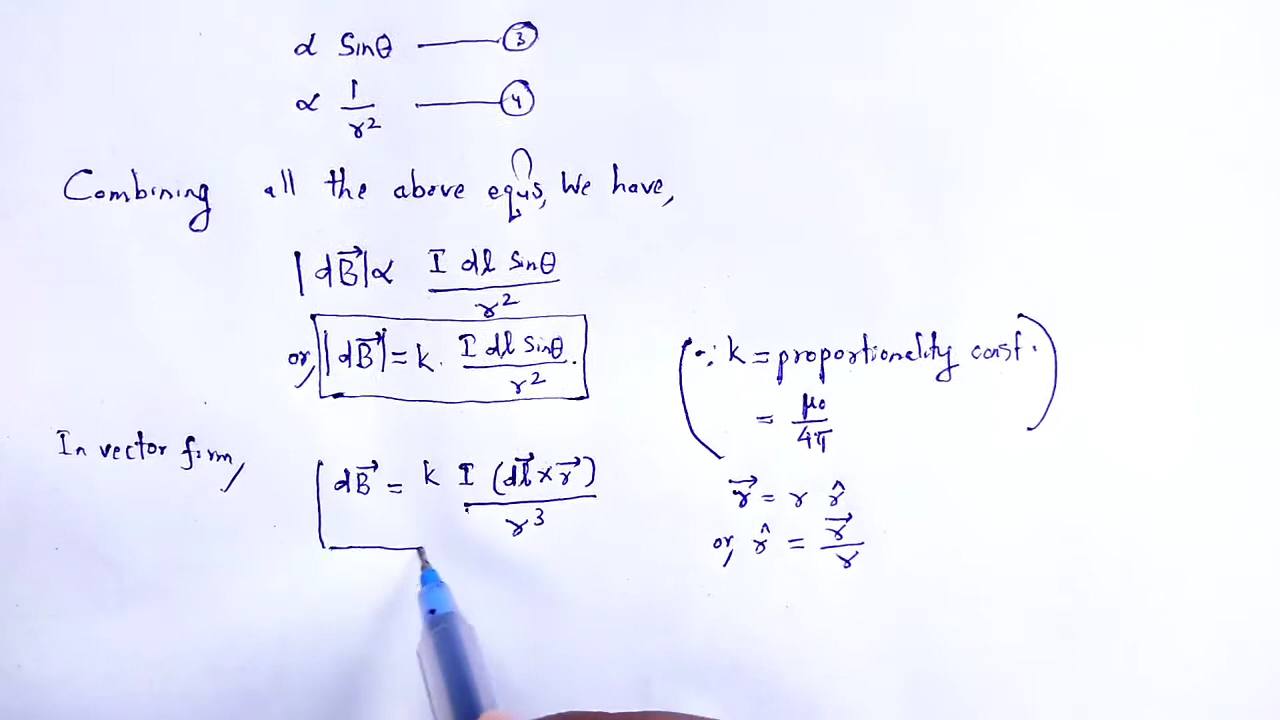 ∝ Sinθ —— ③
∝ 1/r² —— ④
Combining all the above eqns, We have,
|dB⃗| ∝ I dl Sinθ / r²
or, |dB⃗| = k. I dl Sinθ / r².
(∵ k = proportionality const.
= μ₀/4π)
In vector form,
dB⃗ = k I (dl⃗ × r⃗) / r³
r⃗ = r r̂
or, r̂ = r⃗/r